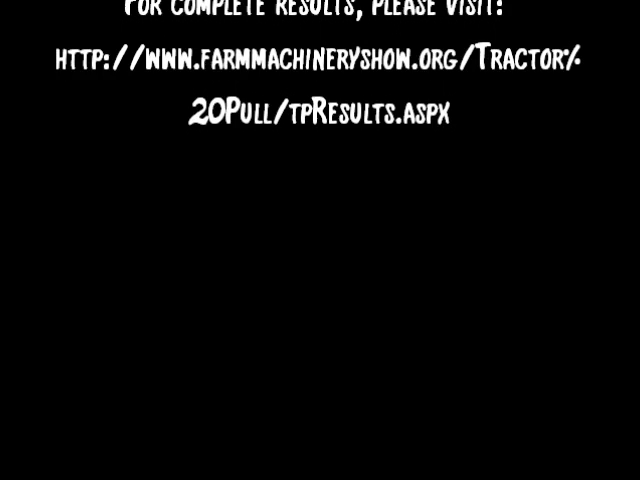 For complete results, please visit:
http://www.farmmachineryshow.org/Tractor%
20Pull/tpResults.aspx